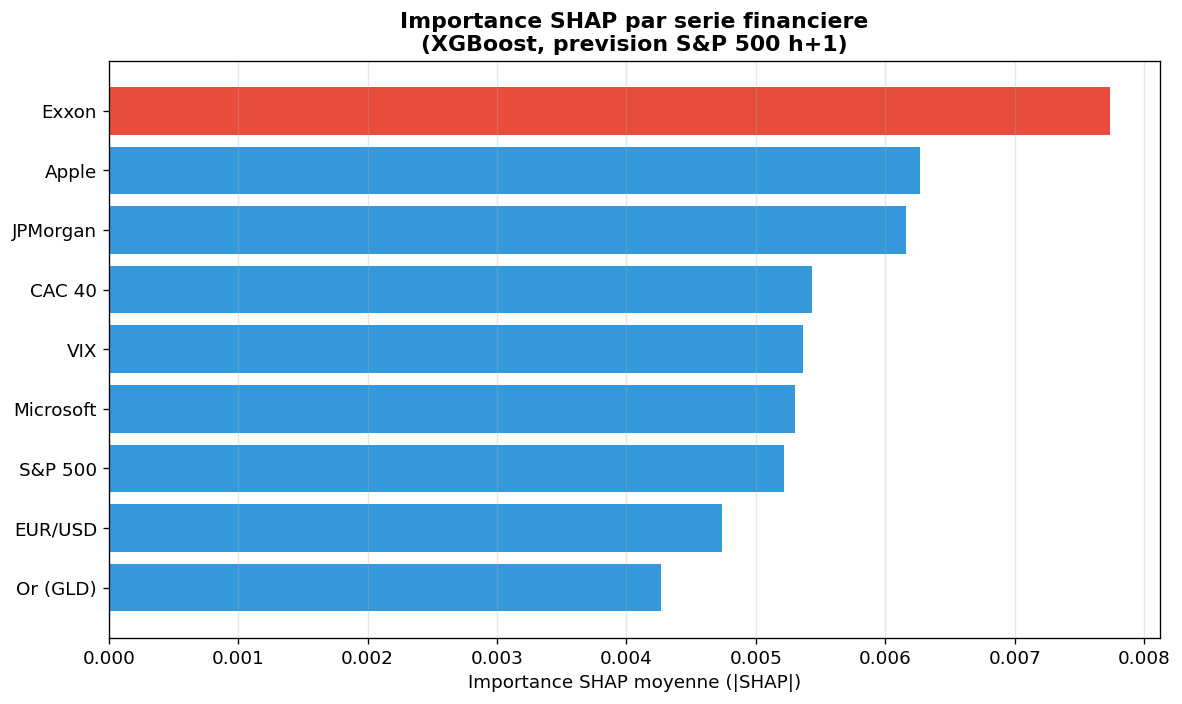 Importance SHAP par serie financiere
(XGBoost, prevision S&P 500 h+1)
Exxon
Apple
JPMorgan
CAC 40
VIX
Microsoft
S&P 500
EUR/USD
Or (GLD)
0.000 0.001 0.002 0.003 0.004 0.005 0.006 0.007 0.008
Importance SHAP moyenne (|SHAP|)